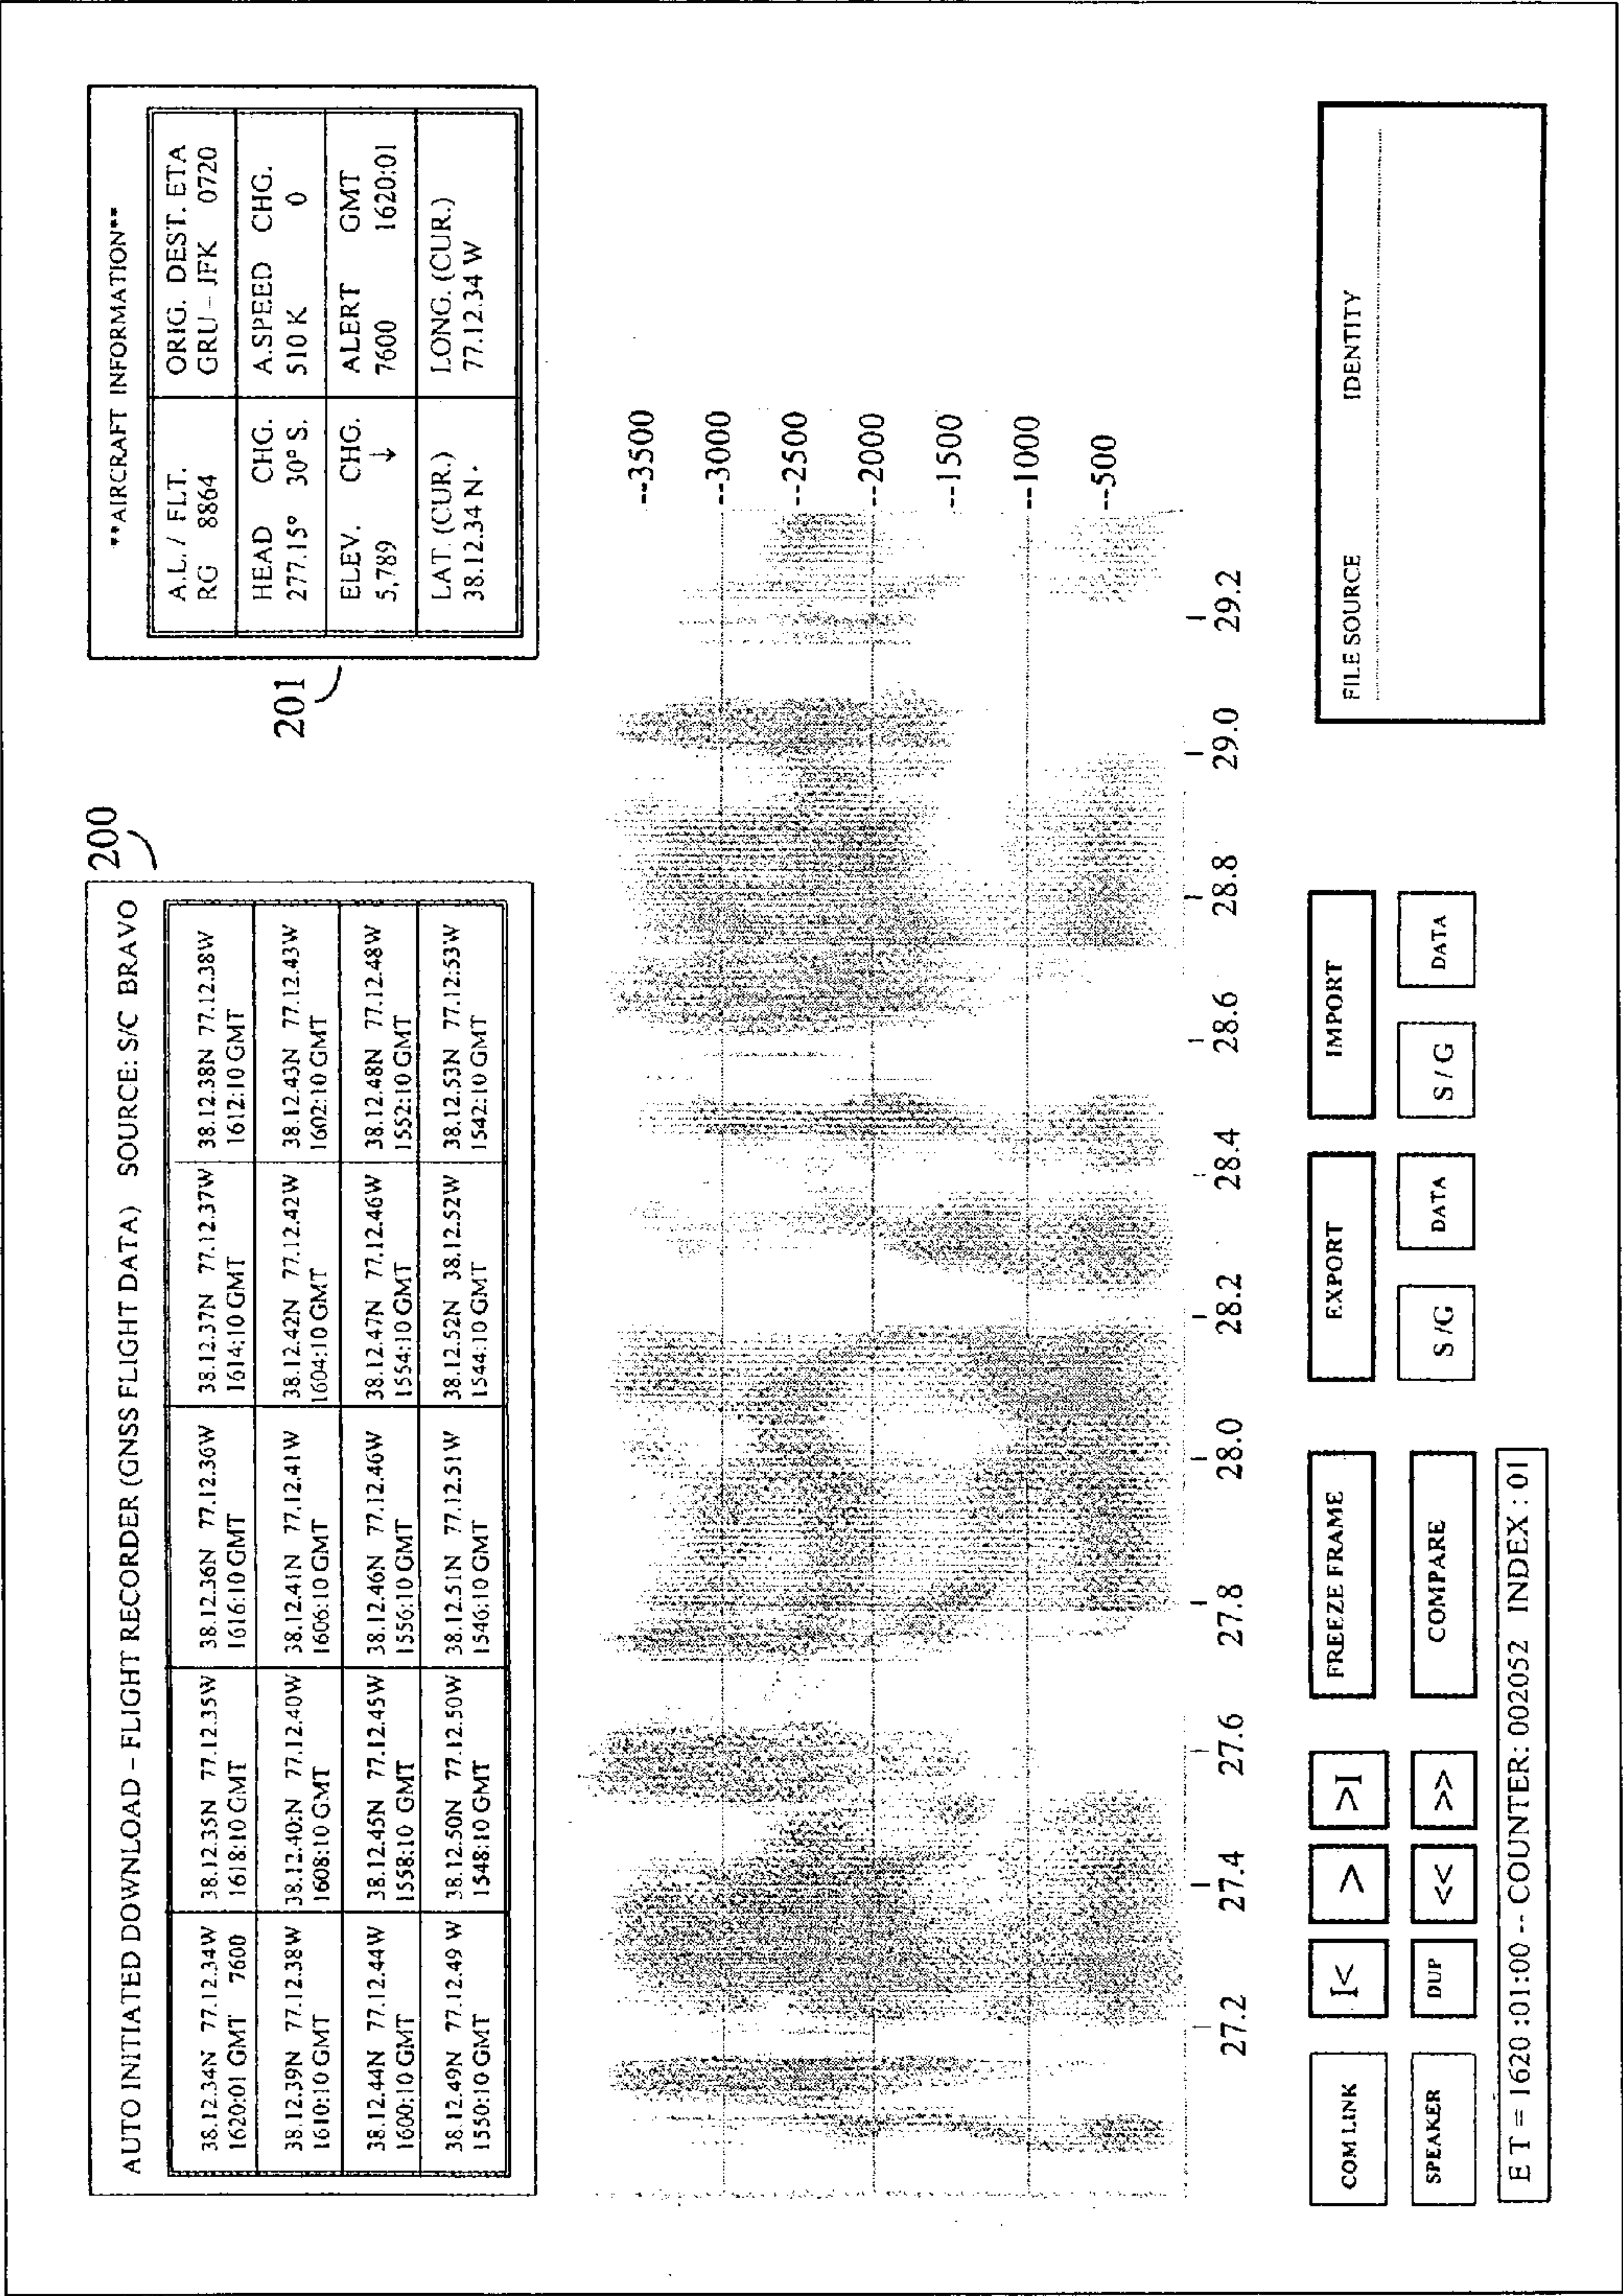 200
AUTO INITIATED DOWNLOAD – FLIGHT RECORDER (GNSS FLIGHT DATA) SOURCE: S/C BRAVO
38.12.34N 77.12.34W 38.12.35N 77.12.35W 38.12.36N 77.12.36W 38.12.37N 77.12.37W 38.12.38N 77.12.38W
1620:01 GMT 7600 1618:10 GMT 1616:10 GMT 1614:10 GMT 1612:10 GMT
38.12.39N 77.12.38W 38.12.40:N 77.12.40W 38.12.41N 77.12.41W 38.12.42N 77.12.42W 38.12.43N 77.12.43W
1610:10 GMT 1608:10 GMT 1606:10 GMT 1604:10 GMT 1602:10 GMT
38.12.44N 77.12.44W 38.12.45N 77.12.45W 38.12.46N 77.12.46W 38.12.47N 77.12.46W 38.12.48N 77.12.48W
1600:10 GMT 1558:10 GMT 1556:10 GMT 1554:10 GMT 1552:10 GMT
38.12.49N 77.12.49 W 38.12.50N 77.12.50W 38.12.51N 77.12.51W 38.12.52N 38.12.52W 38.12:53N 77.12:53W
1550:10 GMT 1548:10 GMT 1546:10 GMT 1544:10 GMT 1542:10 GMT
201
**AIRCRAFT INFORMATION**
A.L. / FLT. ORIG. DEST. ETA
RG 8864 GRU – JFK 0720
HEAD CHG. A.SPEED CHG.
277.15° 30° S. 510 K 0
ELEV. CHG. ALERT GMT
5,789 ↓ 7600 1620:01
LAT. (CUR.) LONG. (CUR.)
38.12.34 N. 77.12.34 W
--3500
--3000
--2500
--2000
--1500
--1000
--500
27.2 27.4 27.6 27.8 28.0 28.2 28.4 28.6 28.8 29.0 29.2
COM LINK I< > >I FREEZE FRAME EXPORT IMPORT
SPEAKER DUP << >> COMPARE S /G DATA S / G DATA
E T = 1620 :01:00 -- COUNTER: 002052 INDEX : 01
FILE SOURCE IDENTITY